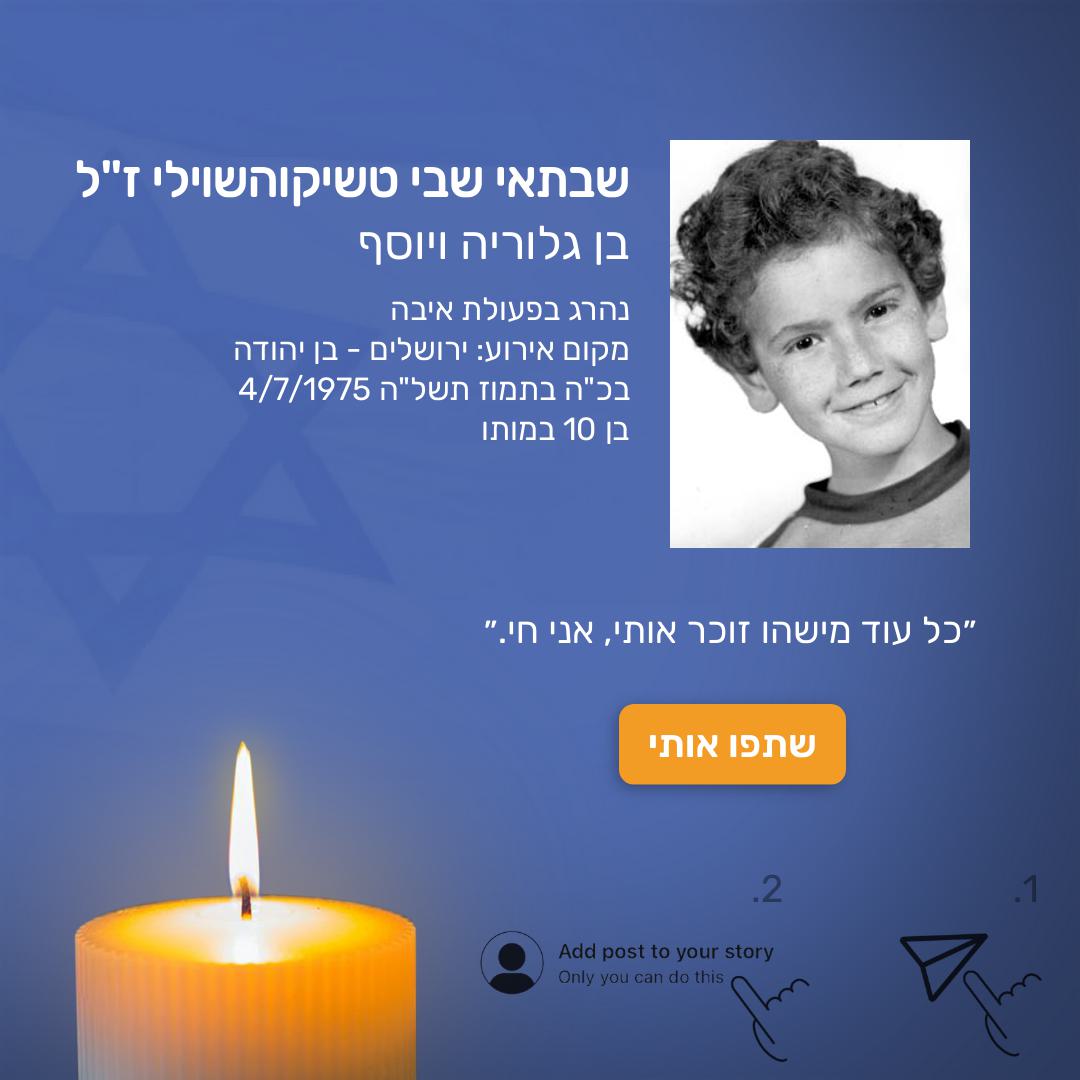 שבתאי שבי טשיקוהשוילי ז"ל
בן גלוריה ויוסף
נהרג בפעולת איבה
מקום אירוע: ירושלים - בן יהודה
בכ"ה בתמוז תשל"ה 4/7/1975
בן 10 במותו
״כל עוד מישהו זוכר אותי, אני חי.״
שתפו אותי
1.
2.
Add post to your story
Only you can do this